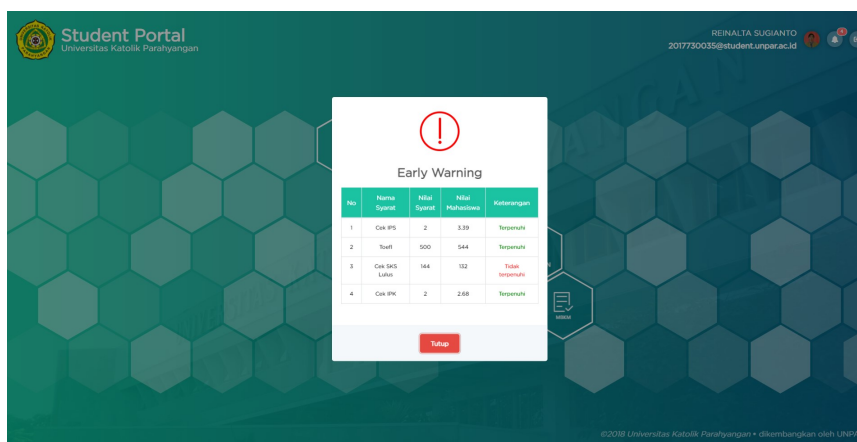 Student Portal
Universitas Katolik Parahyangan
REINALTA SUGIANTO
2017730035@student.unpar.ac.id
Early Warning
No Nama Syarat Nilai Syarat Nilai Mahasiswa Keterangan
1 Cek IPS 2 3.39 Terpenuhi
2 Toefl 500 544 Terpenuhi
3 Cek SKS Lulus 144 132 Tidak terpenuhi
4 Cek IPK 2 2.68 Terpenuhi
MBKM
Tutup
©2018 Universitas Katolik Parahyangan • dikembangkan oleh